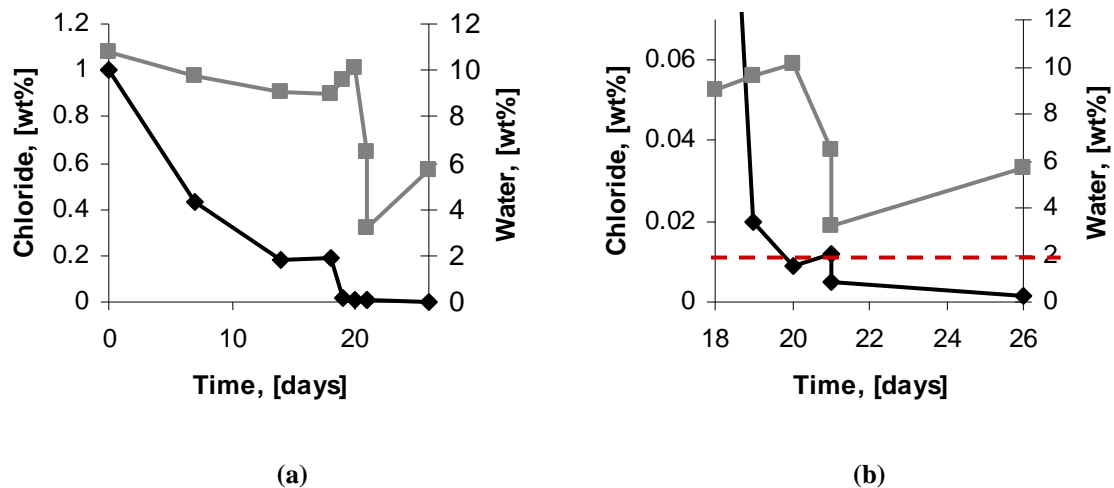 1.2
1
0.8
0.6
0.4
0.2
0
Chloride, [wt%]
12
10
8
6
4
2
0
Water, [wt%]
0 10 20
Time, [days]
(a)
0.06
0.04
0.02
0
Chloride, [wt%]
12
10
8
6
4
2
0
Water, [wt%]
18 20 22 24 26
Time, [days]
(b)